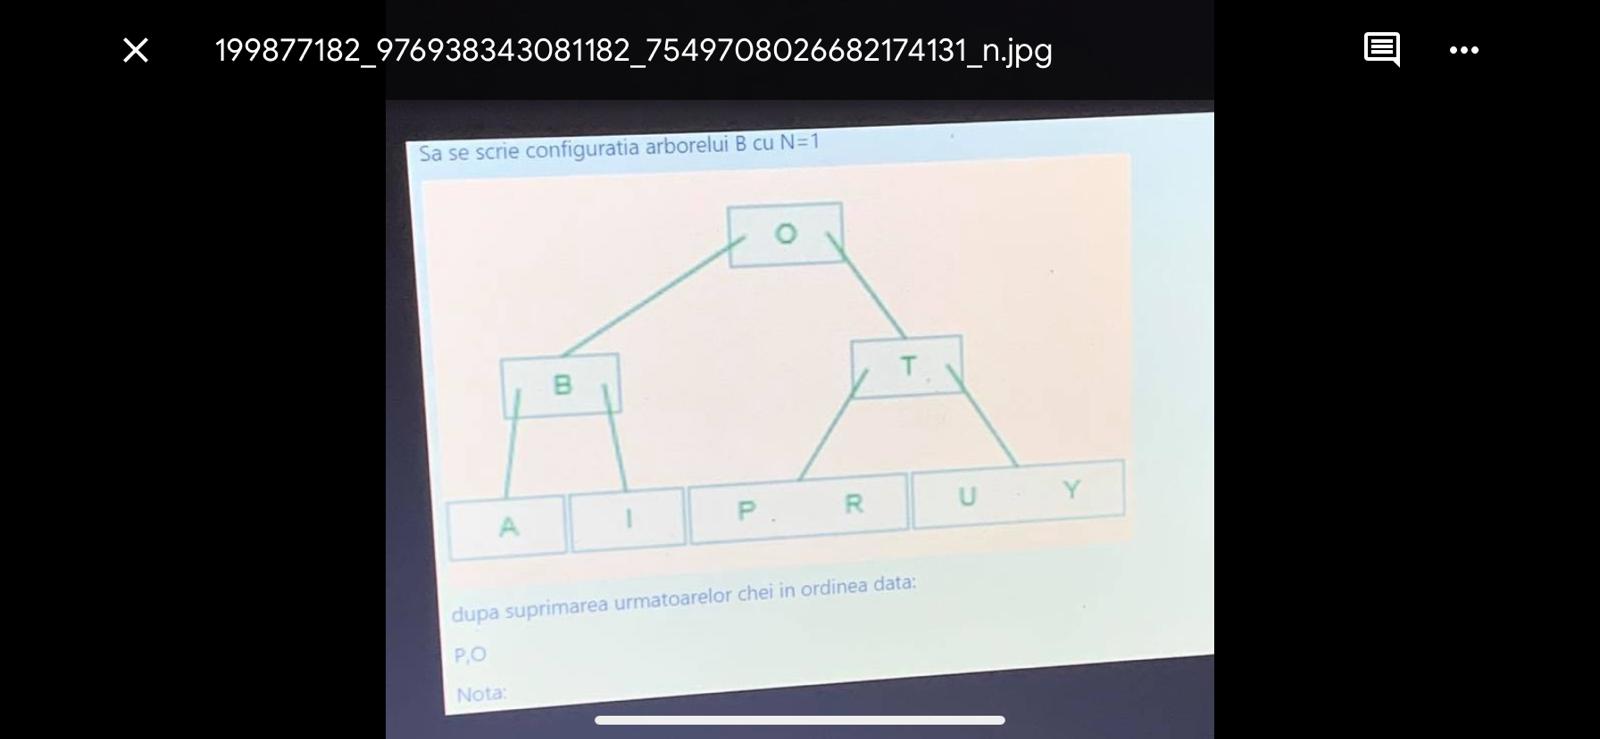 199877182_976938343081182_7549708026682174131_n.jpg
Sa se scrie configuratia arborelui B cu N=1
O
B
T
A I P R U Y
dupa suprimarea urmatoarelor chei in ordinea data:
P,O
Nota: